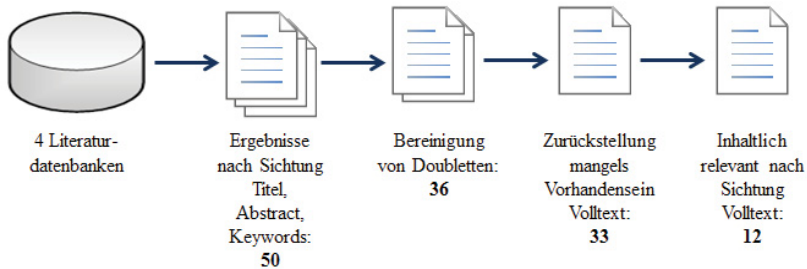 4 Literatur-
datenbanken
Ergebnisse
nach Sichtung
Titel,
Abstract,
Keywords:
50
Bereinigung
von Doubletten:
36
Zurückstellung
mangels
Vorhandensein
Volltext:
33
Inhaltlich
relevant nach
Sichtung
Volltext:
12